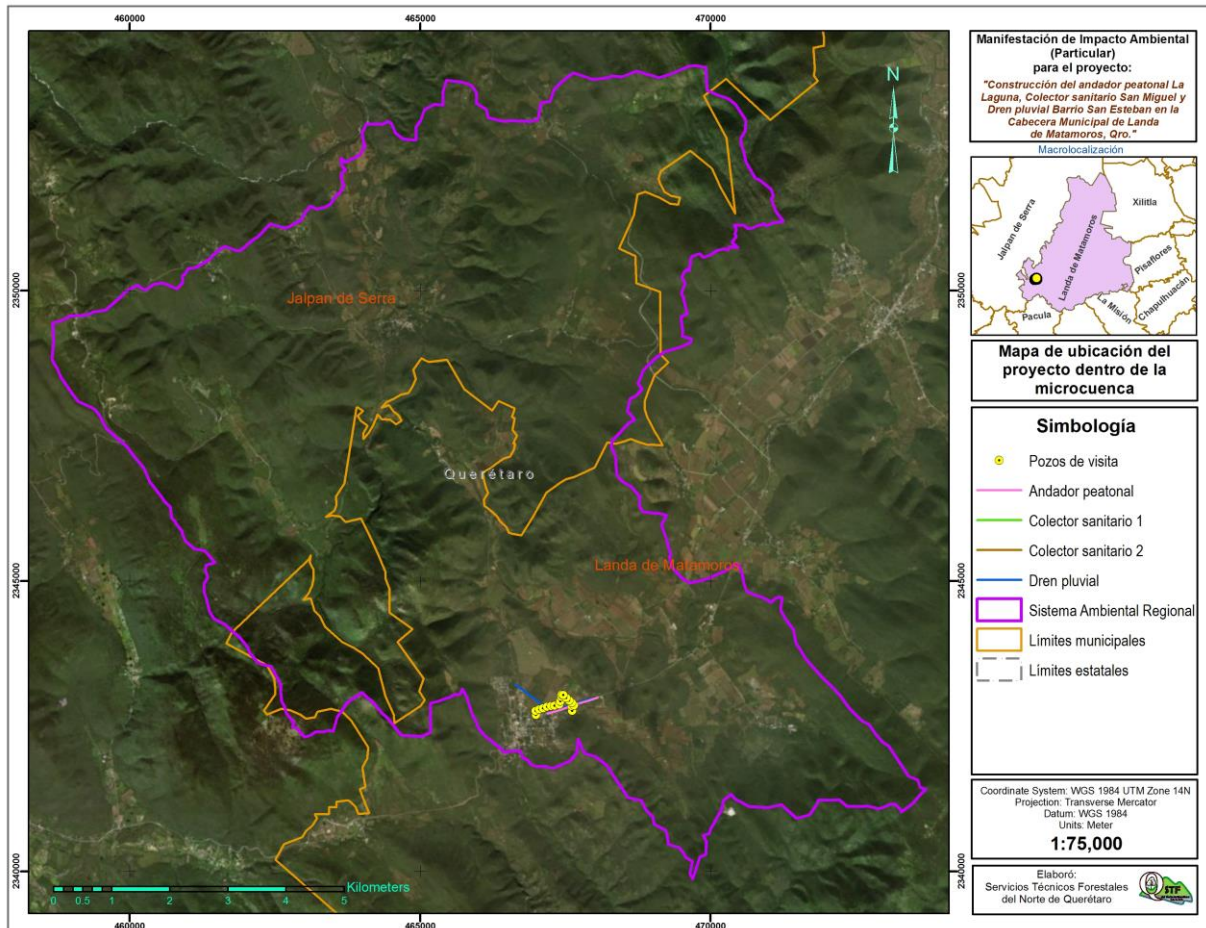 460000
465000
470000
2350000
2345000
2340000
2350000
2345000
2340000
460000
465000
470000
N
Jalpan de Serra
Querétaro
Landa de Matamoros
Kilometers
0 0.5 1 2 3 4 5
Manifestación de Impacto Ambiental
(Particular)
para el proyecto:
"Construcción del andador peatonal La
Laguna, Colector sanitario San Miguel y
Dren pluvial Barrio San Esteban en la
Cabecera Municipal de Landa
de Matamoros, Qro."
Macrolocalización
Jalpan de Serra
Xilitla
Landa de Matamoros
Pisaflores
La Misión
Chapulhuacán
Pacula
Mapa de ubicación del
proyecto dentro de la
microcuenca
Simbología
Pozos de visita
Andador peatonal
Colector sanitario 1
Colector sanitario 2
Dren pluvial
Sistema Ambiental Regional
Límites municipales
Límites estatales
Coordinate System: WGS 1984 UTM Zone 14N
Projection: Transverse Mercator
Datum: WGS 1984
Units: Meter
1:75,000
Elaboró:
Servicios Técnicos Forestales
del Norte de Querétaro
STF